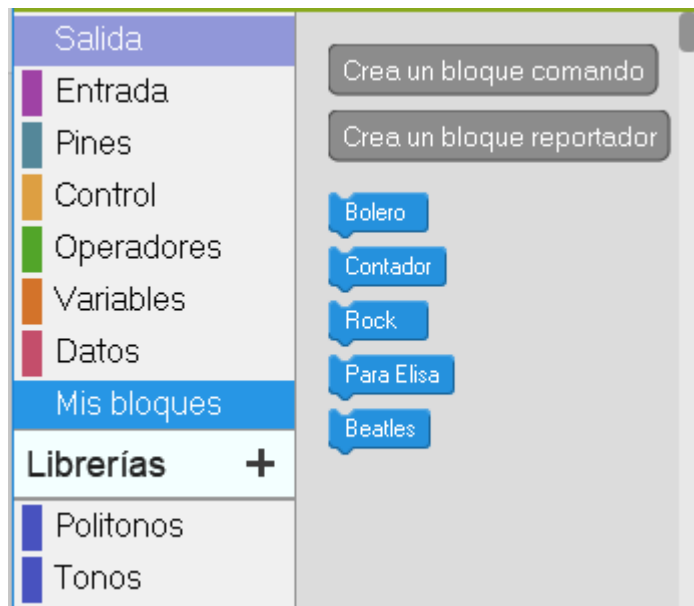 Salida
Entrada
Pines
Control
Operadores
Variables
Datos
Mis bloques
Librerías +
Politonos
Tonos
Crea un bloque comando
Crea un bloque reportador
Bolero
Contador
Rock
Para Elisa
Beatles